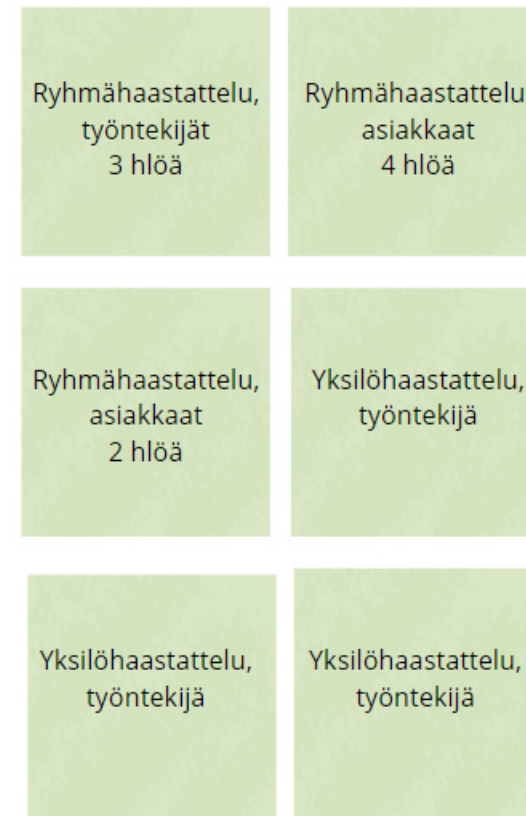 Ryhmähaastattelu,
työntekijät
3 hlöä
Ryhmähaastattelu
asiakkaat
4 hlöä
Ryhmähaastattelu,
asiakkaat
2 hlöä
Yksilöhaastattelu,
työntekijä
Yksilöhaastattelu,
työntekijä
Yksilöhaastattelu,
työntekijä